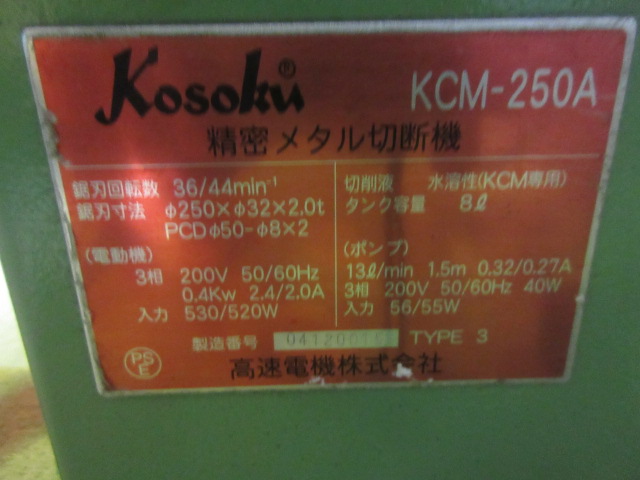 Kosoku®
KCM-250A
精密メタル切断機
鋸刃回転数 36/44min⁻¹
鋸刃寸法 φ250×φ32×2.0t
PCDφ50-φ8×2
(電動機)
3相 200V 50/60Hz
0.4Kw 2.4/2.0A
入力 530/520W
切削液 水溶性(KCM専用)
タンク容量 8ℓ
(ポンプ)
13ℓ/min 1.5m 0.32/0.27A
3相 200V 50/60Hz 40W
入力 56/55W
製造番号
TYPE 3
PSE
高速電機株式会社